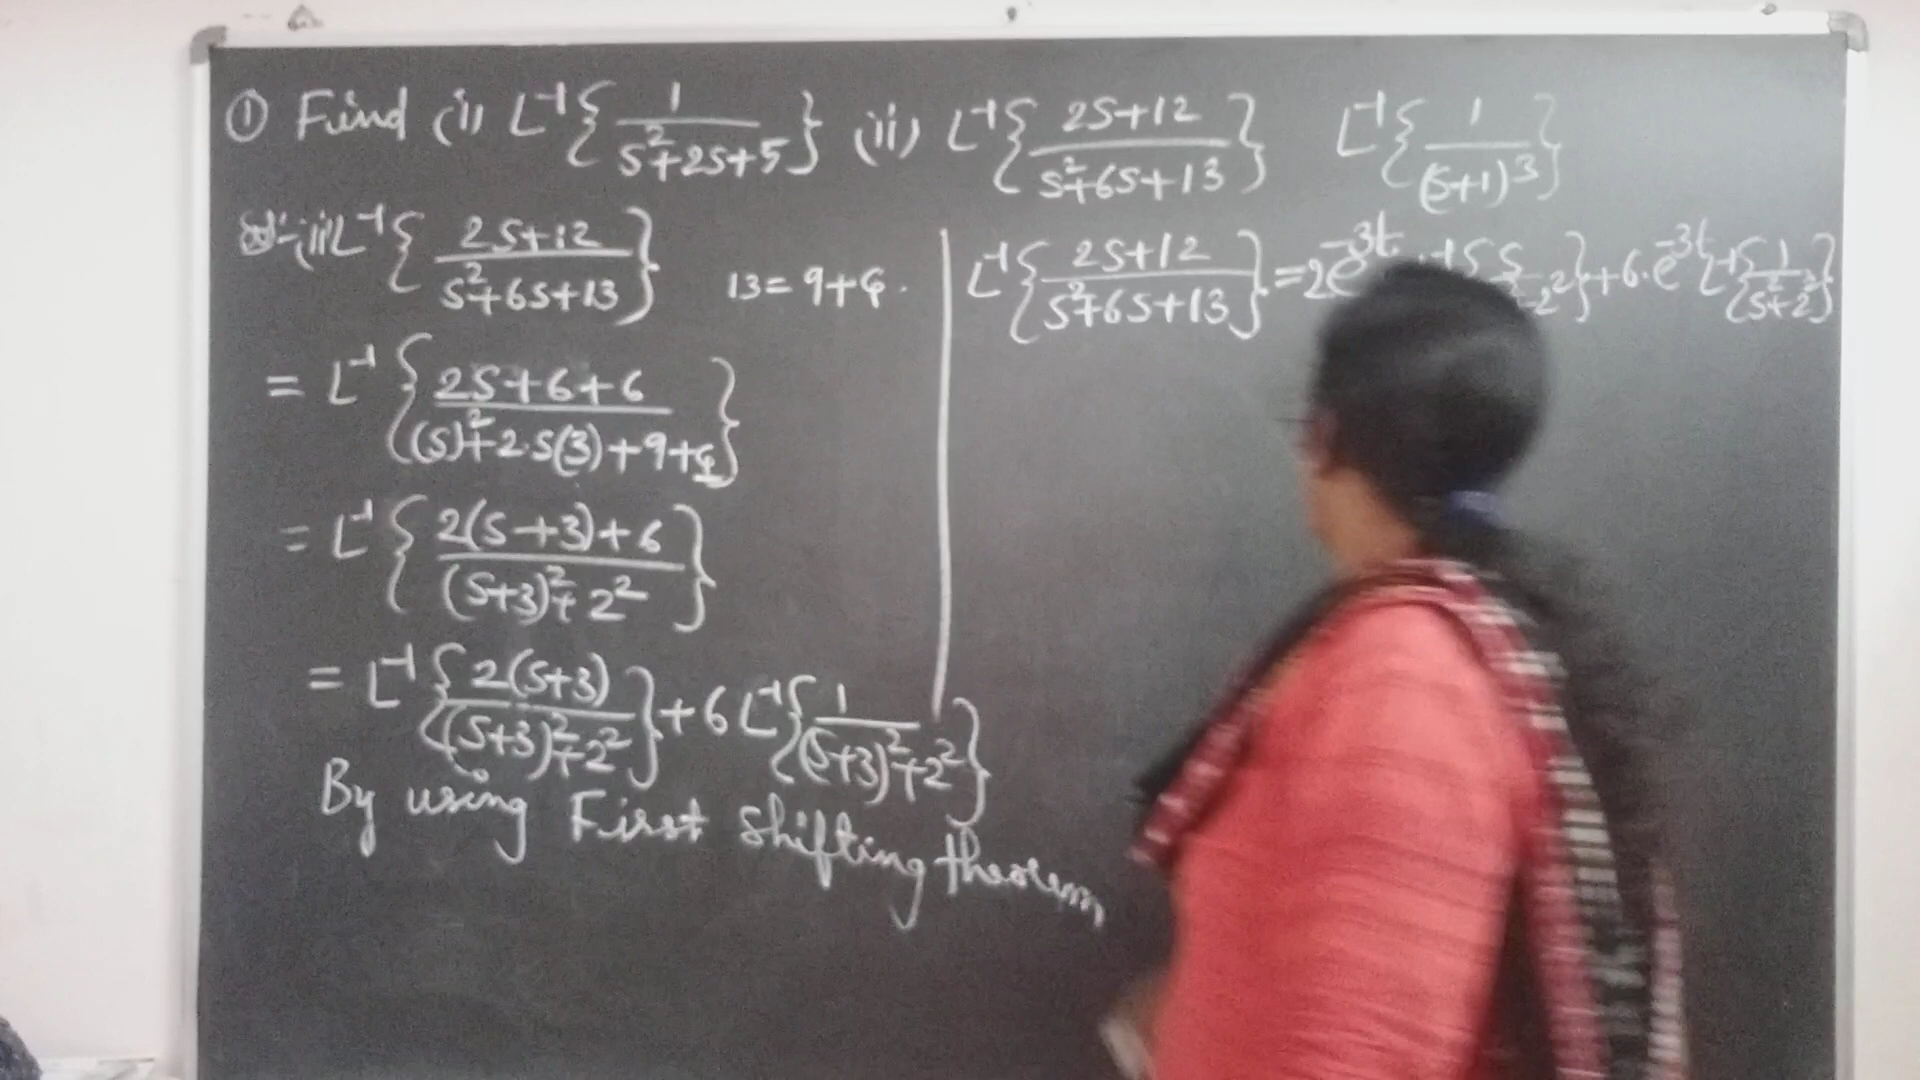 ① Find (i) L⁻¹{1/(s²+2s+5)} (ii) L⁻¹{(2s+12)/(s²+6s+13)} L⁻¹{1/(s+1)³}
(ii) L⁻¹{(2s+12)/(s²+6s+13)} 13 = 9+4.
= L⁻¹{(2s+6+6)/((s)²+2·s(3)+9+4)}
= L⁻¹{(2(s+3)+6)/((s+3)²+2²)}
= L⁻¹{2(s+3)/((s+3)²+2²)} + 6 L⁻¹{1/((s+3)²+2²)}
By using First Shifting theorem
L⁻¹{(2s+12)/(s²+6s+13)} = 2e⁻³ᵗ L⁻¹{s/ 2²} + 6·e⁻³ᵗ L⁻¹{1/(s²+2²)}